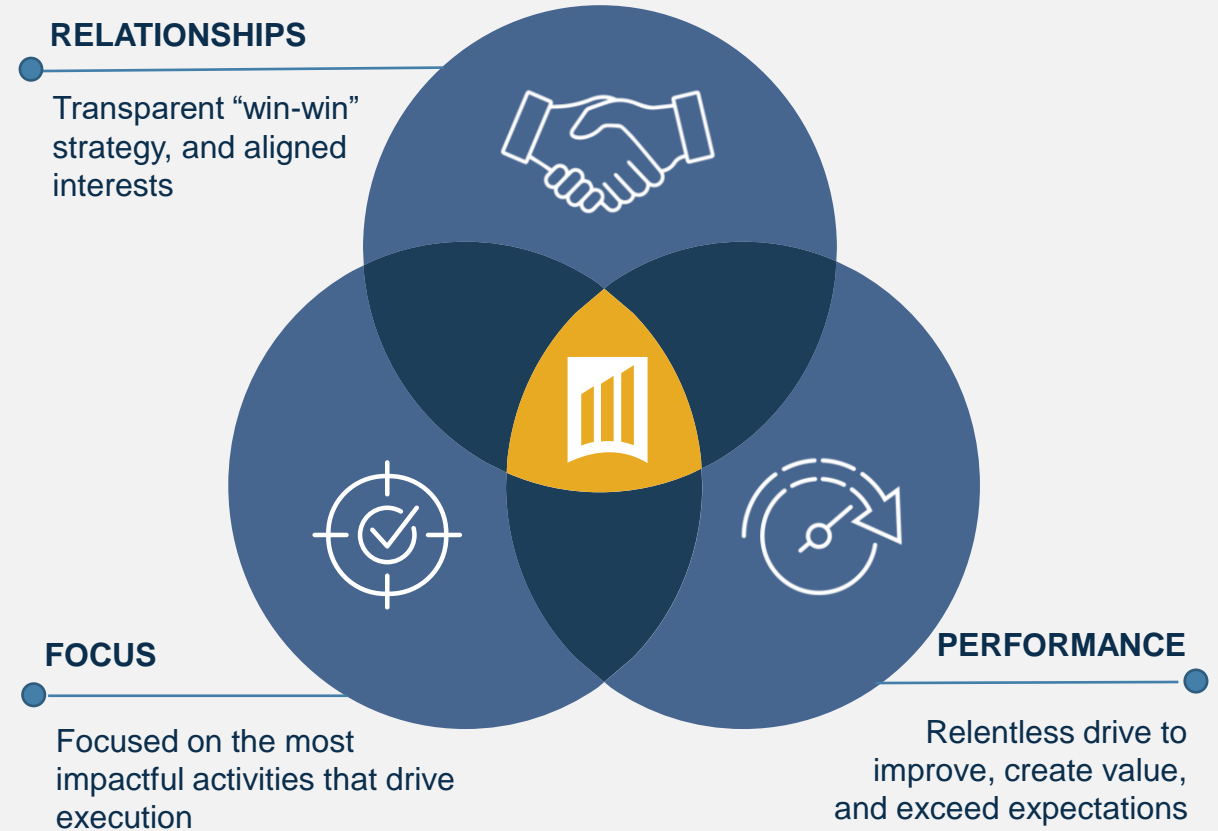 RELATIONSHIPS
Transparent “win-win”
strategy, and aligned
interests
FOCUS
Focused on the most
impactful activities that drive
execution
PERFORMANCE
Relentless drive to
improve, create value,
and exceed expectations